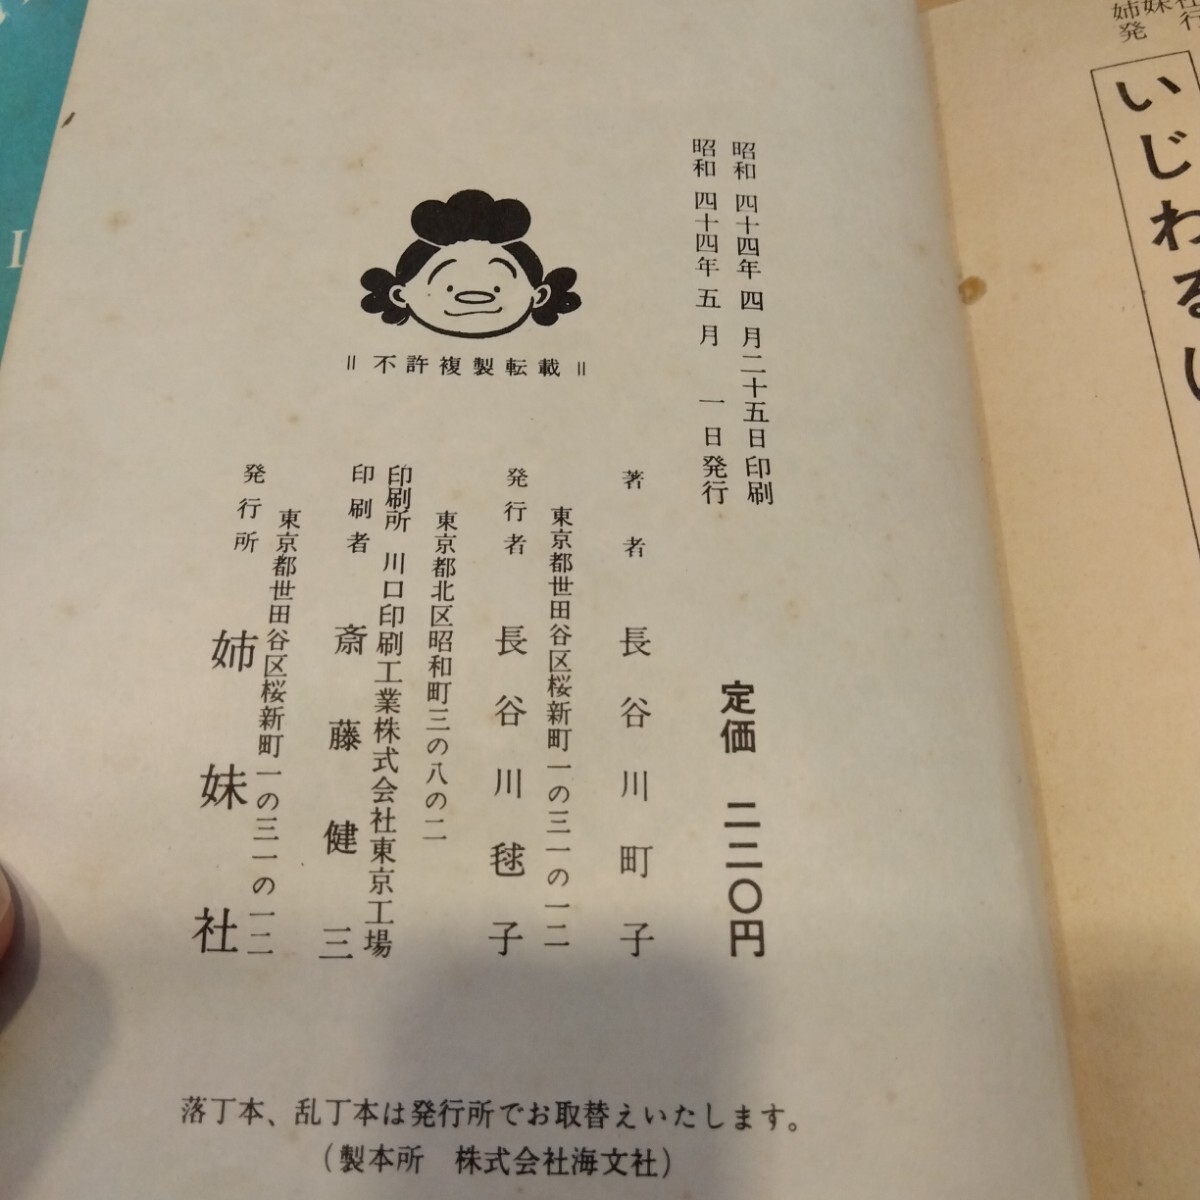 姉妹社
発行
いじわる
昭和四十四年四月二十五日印刷
昭和四十四年五月一日発行
定価 二二〇円
著者 長谷川町子
東京都世田谷区桜新町一の三一の一二
発行者 長谷川毬子
東京都北区昭和町三の八の二
印刷所 川口印刷工業株式会社東京工場
印刷者 斎藤健三
東京都世田谷区桜新町一の三一の一二
発行所 姉妹社
=不許複製転載=
落丁本、乱丁本は発行所でお取替えいたします。
(製本所 株式会社海文社)